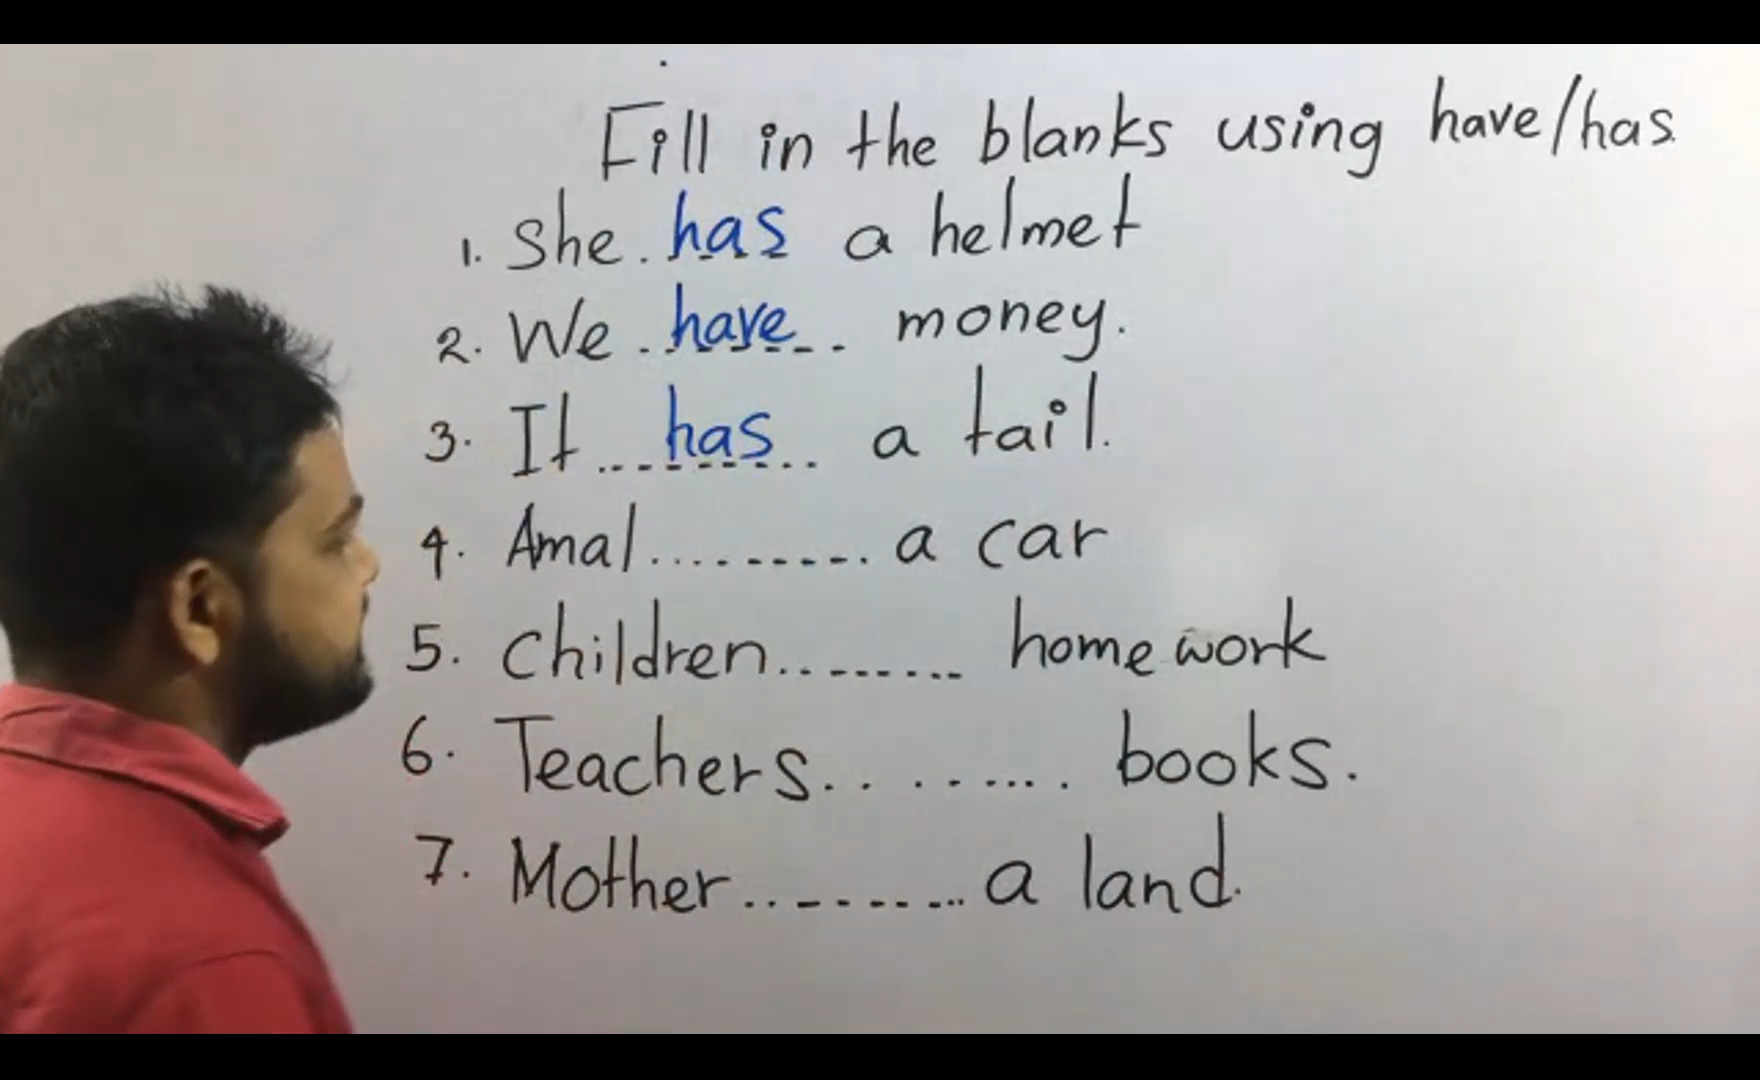 Fill in the blanks using have/has.
1. She . has a helmet
2. We . have . . money.
3. It ... has ... a tail.
4. Amal ......... a car
5. Children ......... home work
6. Teachers ......... books.
7. Mother ......... a land.